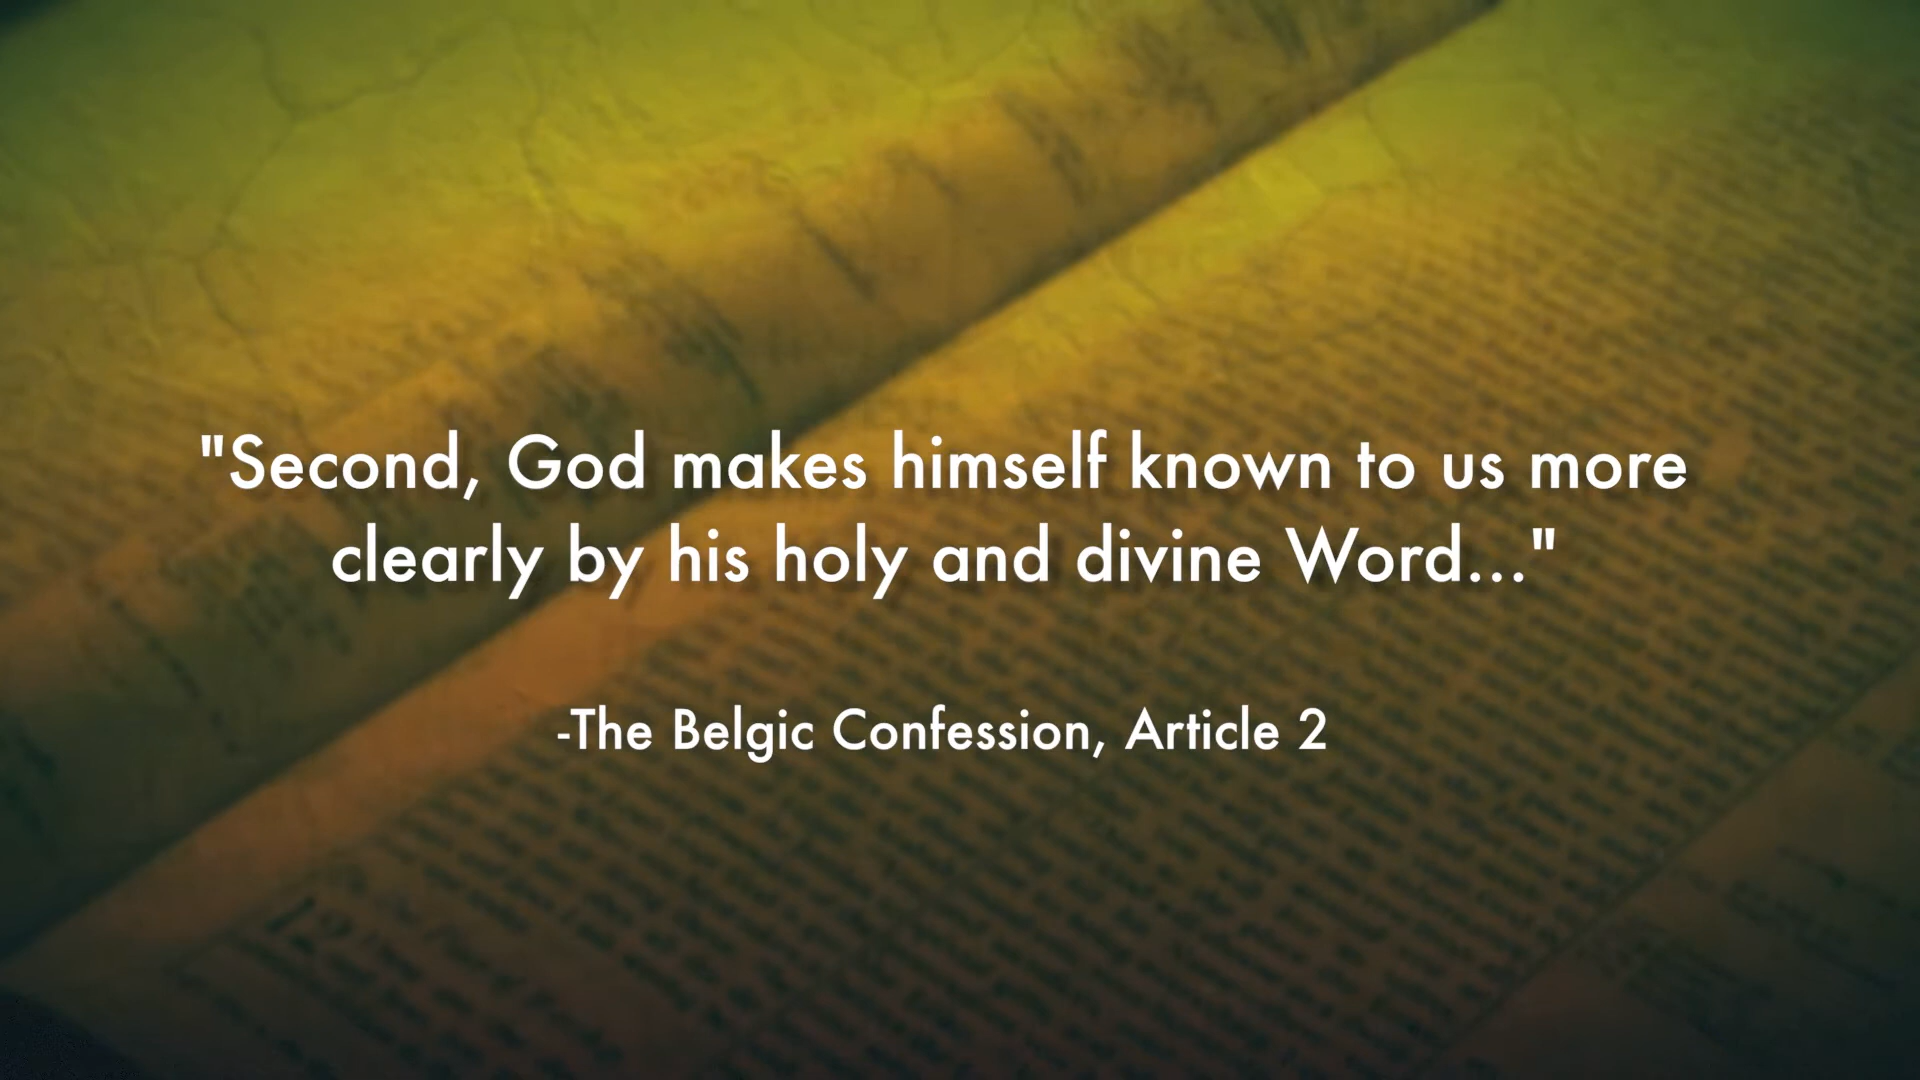 "Second, God makes himself known to us more
clearly by his holy and divine Word..."
-The Belgic Confession, Article 2